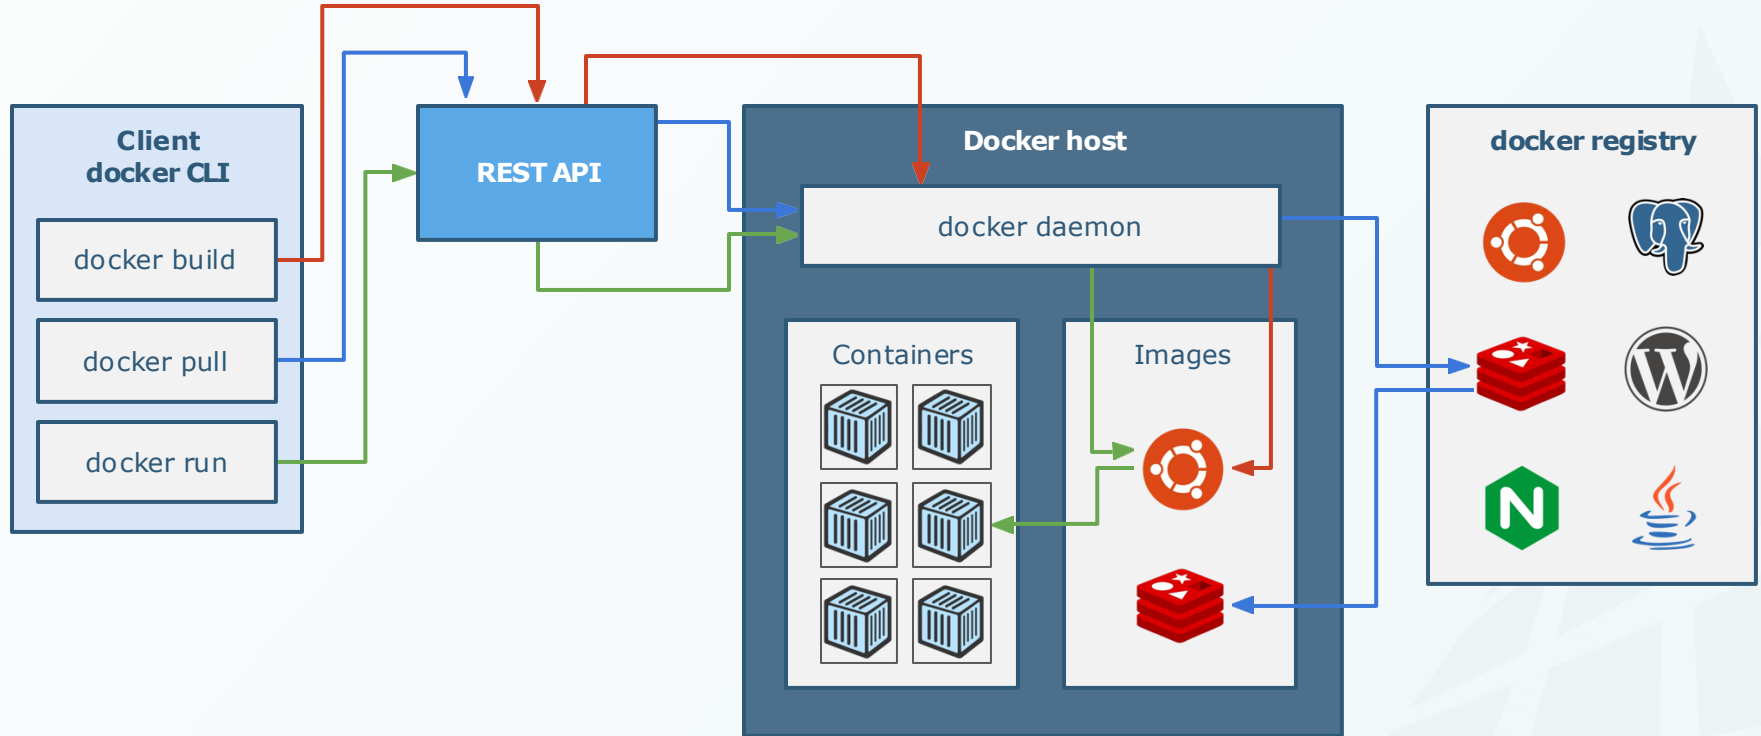 Client
docker CLI
docker build
docker pull
docker run
REST API
Docker host
docker daemon
Containers
Images
docker registry
W
N